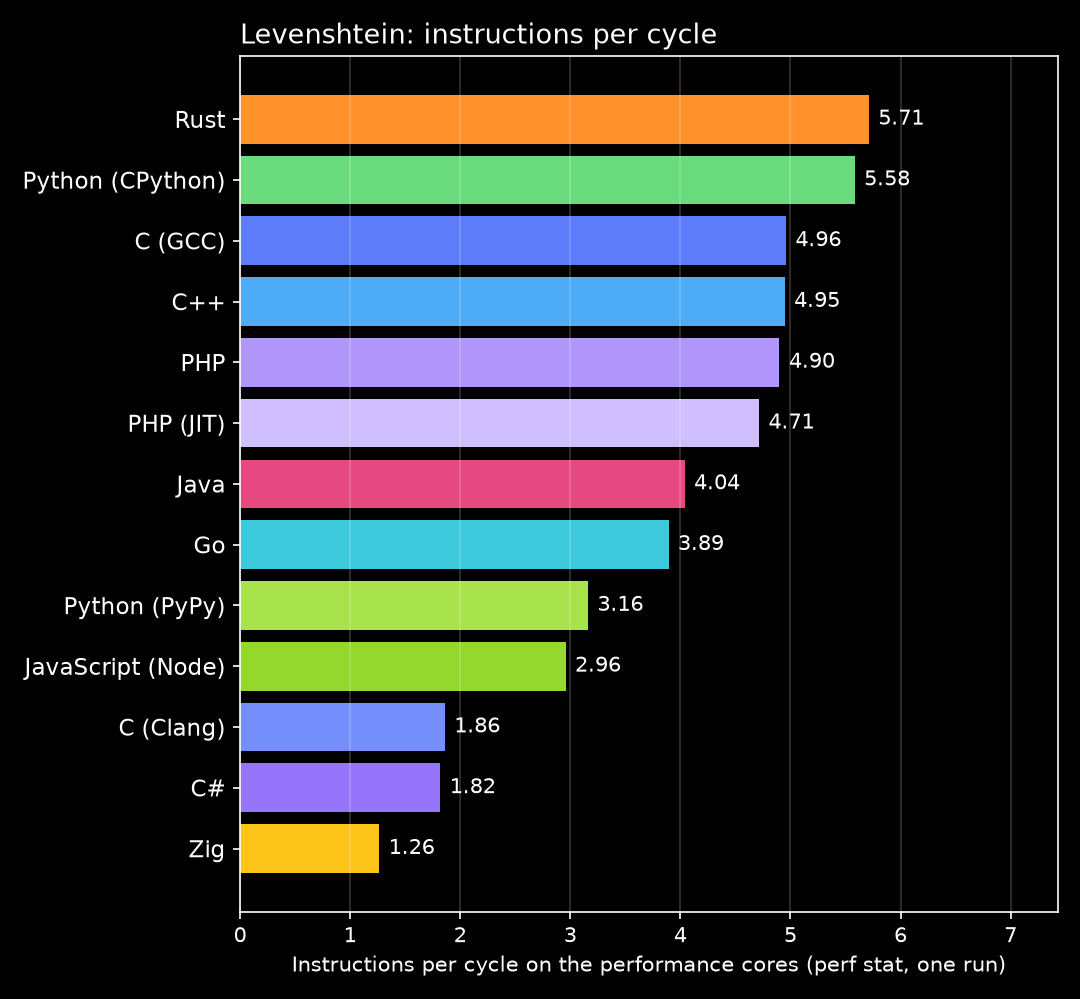 Levenshtein: instructions per cycle
Rust 5.71
Python (CPython) 5.58
C (GCC) 4.96
C++ 4.95
PHP 4.90
PHP (JIT) 4.71
Java 4.04
Go 3.89
Python (PyPy) 3.16
JavaScript (Node) 2.96
C (Clang) 1.86
C# 1.82
Zig 1.26
0 1 2 3 4 5 6 7
Instructions per cycle on the performance cores (perf stat, one run)